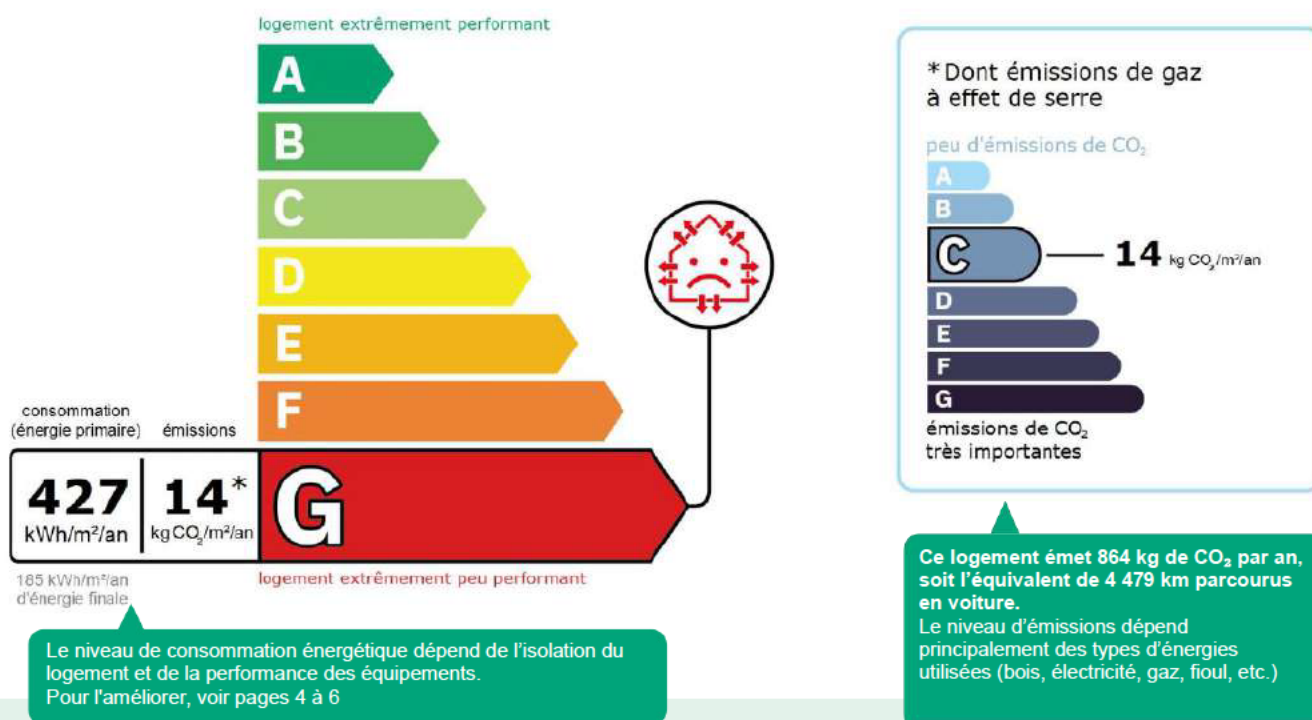 logement extrêmement performant
A
B
C
D
E
F
consommation
(énergie primaire)
émissions
427
kWh/m²/an
14*
kg CO₂/m²/an
G
185 kWh/m²/an
d'énergie finale
logement extrêmement peu performant
Le niveau de consommation énergétique dépend de l'isolation du
logement et de la performance des équipements.
Pour l'améliorer, voir pages 4 à 6
*Dont émissions de gaz
à effet de serre
peu d'émissions de CO₂
A
B
C
14 kg CO₂/m²/an
D
E
F
G
émissions de CO₂
très importantes
Ce logement émet 864 kg de CO₂ par an,
soit l'équivalent de 4 479 km parcourus
en voiture.
Le niveau d'émissions dépend
principalement des types d'énergies
utilisées (bois, électricité, gaz, fioul, etc.)